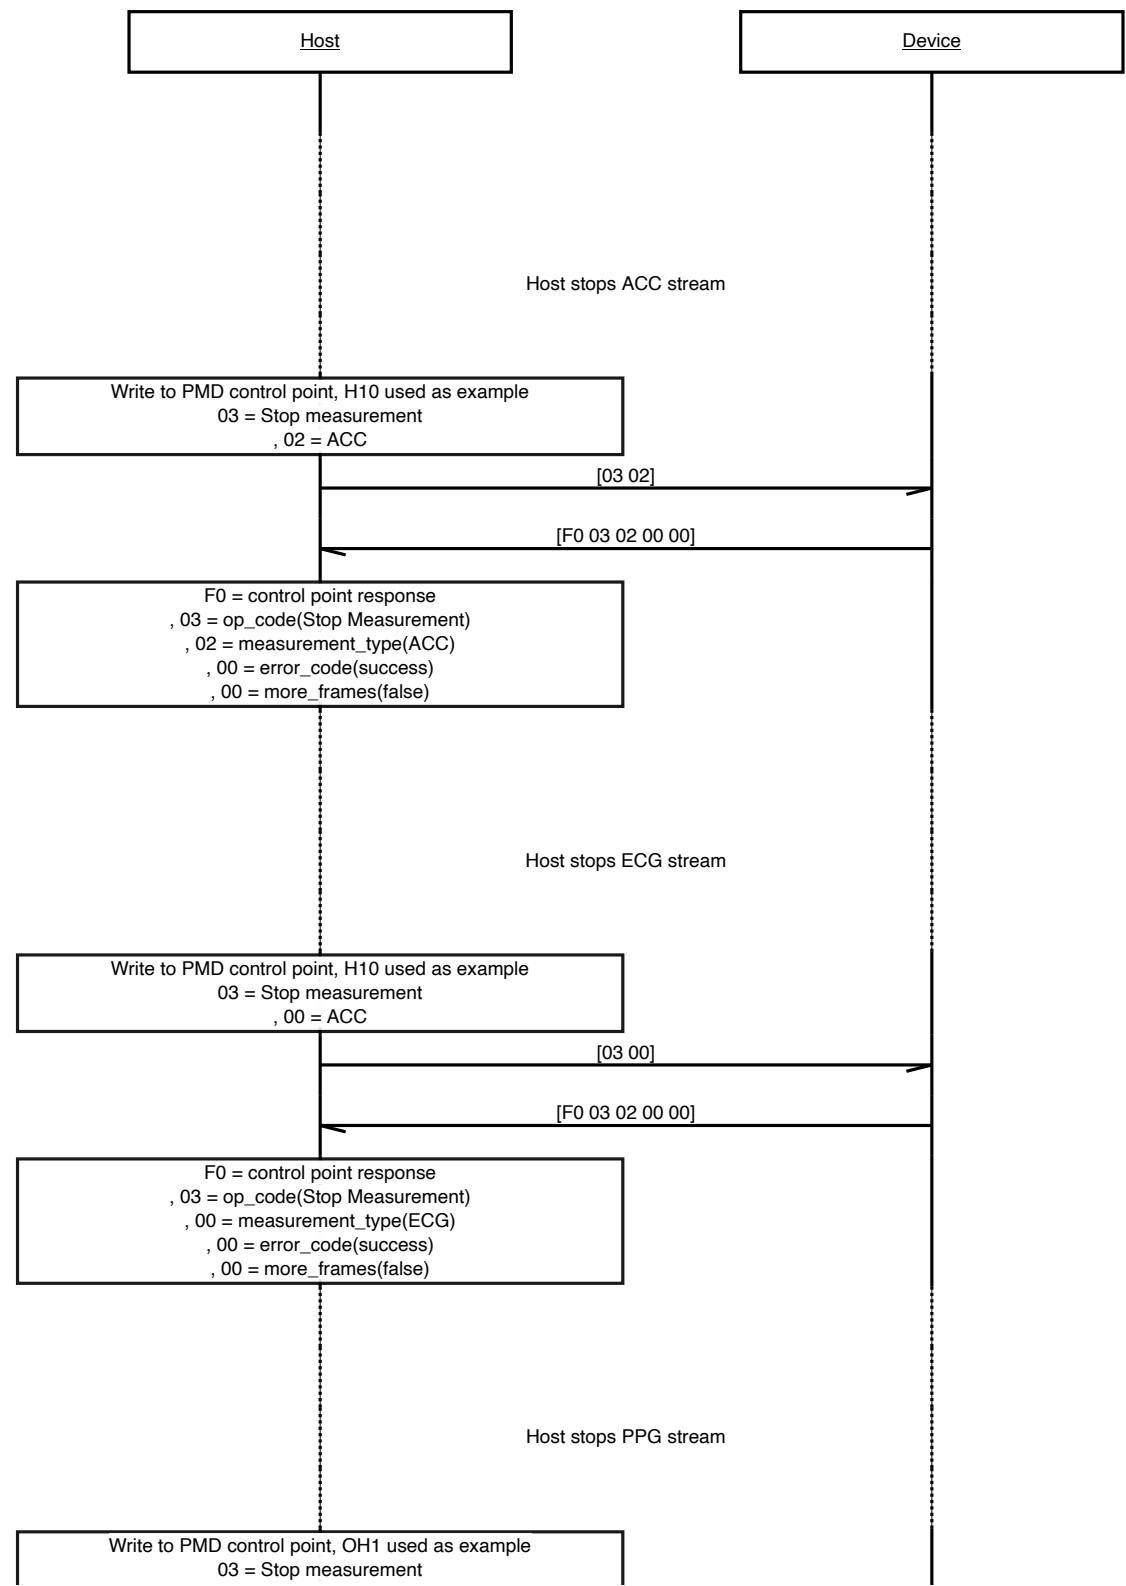 Host
Device
Host stops ACC stream
Write to PMD control point, H10 used as example
03 = Stop measurement
, 02 = ACC
[03 02]
[F0 03 02 00 00]
F0 = control point response
, 03 = op_code(Stop Measurement)
, 02 = measurement_type(ACC)
, 00 = error_code(success)
, 00 = more_frames(false)
Host stops ECG stream
Write to PMD control point, H10 used as example
03 = Stop measurement
, 00 = ACC
[03 00]
[F0 03 02 00 00]
F0 = control point response
, 03 = op_code(Stop Measurement)
, 00 = measurement_type(ECG)
, 00 = error_code(success)
, 00 = more_frames(false)
Host stops PPG stream
Write to PMD control point, OH1 used as example
03 = Stop measurement